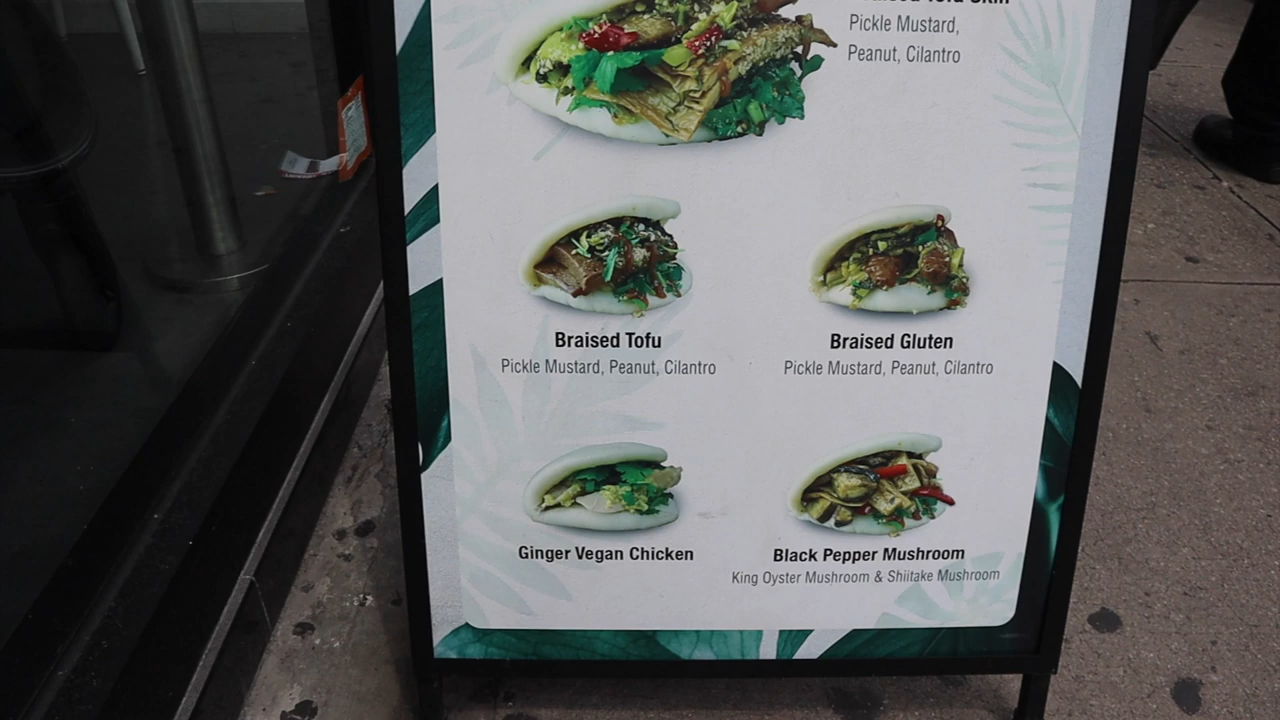 Pickle Mustard,
Peanut, Cilantro
Braised Tofu
Pickle Mustard, Peanut, Cilantro
Braised Gluten
Pickle Mustard, Peanut, Cilantro
Ginger Vegan Chicken
Black Pepper Mushroom
King Oyster Mushroom & Shiitake Mushroom